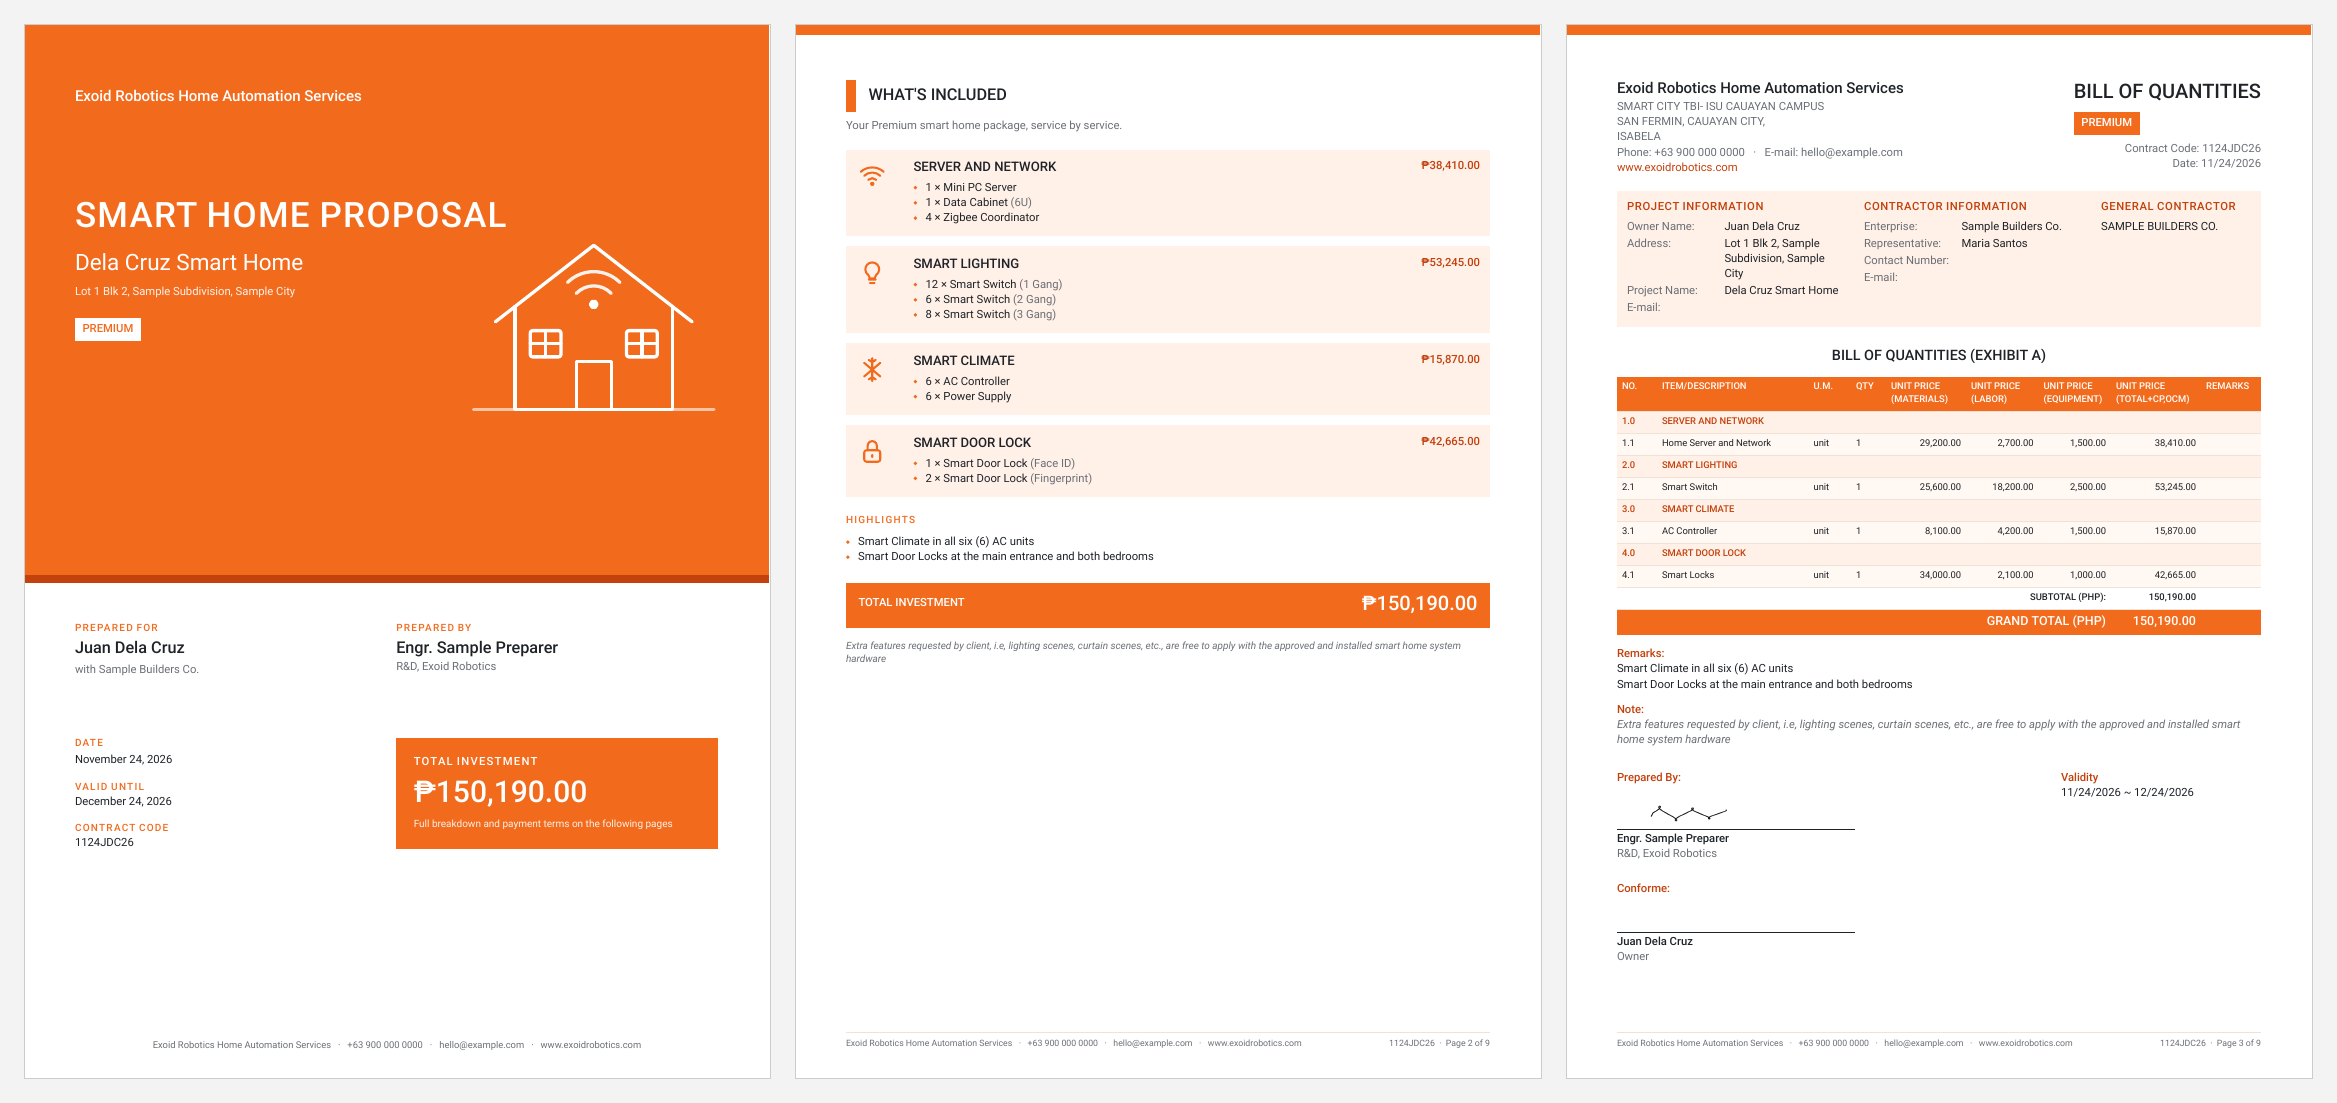 Exoid Robotics Home Automation Services
SMART HOME PROPOSAL
Dela Cruz Smart Home
Lot 1 Blk 2, Sample Subdivision, Sample City
PREMIUM
PREPARED FOR
Juan Dela Cruz
with Sample Builders Co.
PREPARED BY
Engr. Sample Preparer
R&D, Exoid Robotics
DATE
November 24, 2026
VALID UNTIL
December 24, 2026
CONTRACT CODE
1124JDC26
TOTAL INVESTMENT
₱150,190.00
Full breakdown and payment terms on the following pages
Exoid Robotics Home Automation Services · +63 900 000 0000 · hello@example.com · www.exoidrobotics.com
WHAT'S INCLUDED
Your Premium smart home package, service by service.
SERVER AND NETWORK ₱38,410.00
• 1 × Mini PC Server
• 1 × Data Cabinet (6U)
• 4 × Zigbee Coordinator
SMART LIGHTING ₱53,245.00
• 12 × Smart Switch (1 Gang)
• 6 × Smart Switch (2 Gang)
• 8 × Smart Switch (3 Gang)
SMART CLIMATE ₱15,870.00
• 6 × AC Controller
• 6 × Power Supply
SMART DOOR LOCK ₱42,665.00
• 1 × Smart Door Lock (Face ID)
• 2 × Smart Door Lock (Fingerprint)
HIGHLIGHTS
• Smart Climate in all six (6) AC units
• Smart Door Locks at the main entrance and both bedrooms
TOTAL INVESTMENT ₱150,190.00
Extra features requested by client, i.e, lighting scenes, curtain scenes, etc., are free to apply with the approved and installed smart home system
hardware
Exoid Robotics Home Automation Services · +63 900 000 0000 · hello@example.com · www.exoidrobotics.com 1124JDC26 · Page 2 of 9
Exoid Robotics Home Automation Services
SMART CITY TBI- ISU CAUAYAN CAMPUS
SAN FERMIN, CAUAYAN CITY,
ISABELA
Phone: +63 900 000 0000 · E-mail: hello@example.com
www.exoidrobotics.com
BILL OF QUANTITIES
PREMIUM
Contract Code: 1124JDC26
Date: 11/24/2026
PROJECT INFORMATION
Owner Name: Juan Dela Cruz
Address: Lot 1 Blk 2, Sample
Subdivision, Sample
City
Project Name: Dela Cruz Smart Home
E-mail:
CONTRACTOR INFORMATION
Enterprise: Sample Builders Co.
Representative: Maria Santos
Contact Number:
E-mail:
GENERAL CONTRACTOR
SAMPLE BUILDERS CO.
BILL OF QUANTITIES (EXHIBIT A)
NO. ITEM/DESCRIPTION U.M. QTY UNIT PRICE UNIT PRICE UNIT PRICE UNIT PRICE REMARKS
(MATERIALS) (LABOR) (EQUIPMENT) (TOTAL+CP,OCM)
1.0 SERVER AND NETWORK
1.1 Home Server and Network unit 1 29,200.00 2,700.00 1,500.00 38,410.00
2.0 SMART LIGHTING
2.1 Smart Switch unit 1 25,600.00 18,200.00 2,500.00 53,245.00
3.0 SMART CLIMATE
3.1 AC Controller unit 1 8,100.00 4,200.00 1,500.00 15,870.00
4.0 SMART DOOR LOCK
4.1 Smart Locks unit 1 34,000.00 2,100.00 1,000.00 42,665.00
SUBTOTAL (PHP): 150,190.00
GRAND TOTAL (PHP) 150,190.00
Remarks:
Smart Climate in all six (6) AC units
Smart Door Locks at the main entrance and both bedrooms
Note:
Extra features requested by client, i.e, lighting scenes, curtain scenes, etc., are free to apply with the approved and installed smart
home system hardware
Prepared By:
Engr. Sample Preparer
R&D, Exoid Robotics
Validity
11/24/2026 ~ 12/24/2026
Conforme:
Juan Dela Cruz
Owner
Exoid Robotics Home Automation Services · +63 900 000 0000 · hello@example.com · www.exoidrobotics.com 1124JDC26 · Page 3 of 9